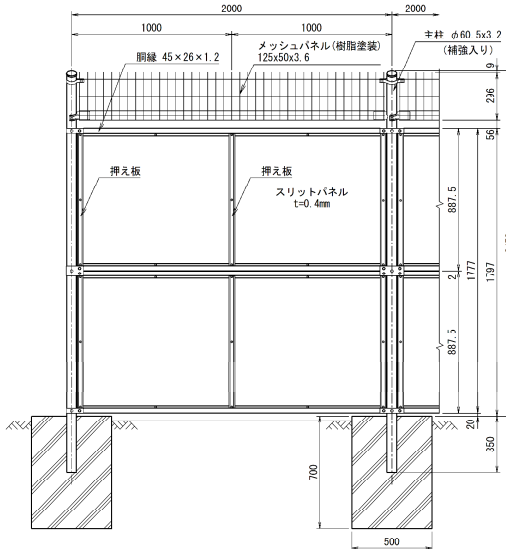 2000
2000
1000
1000
胴縁 45×26×1.2
メッシュパネル(樹脂塗装)
125x50x3.6
主柱 φ60.5x3.2
(補強入り)
9
296
56
押え板
押え板
スリットパネル
t=0.4mm
887.5
2
887.5
1777
1797
20
350
700
500